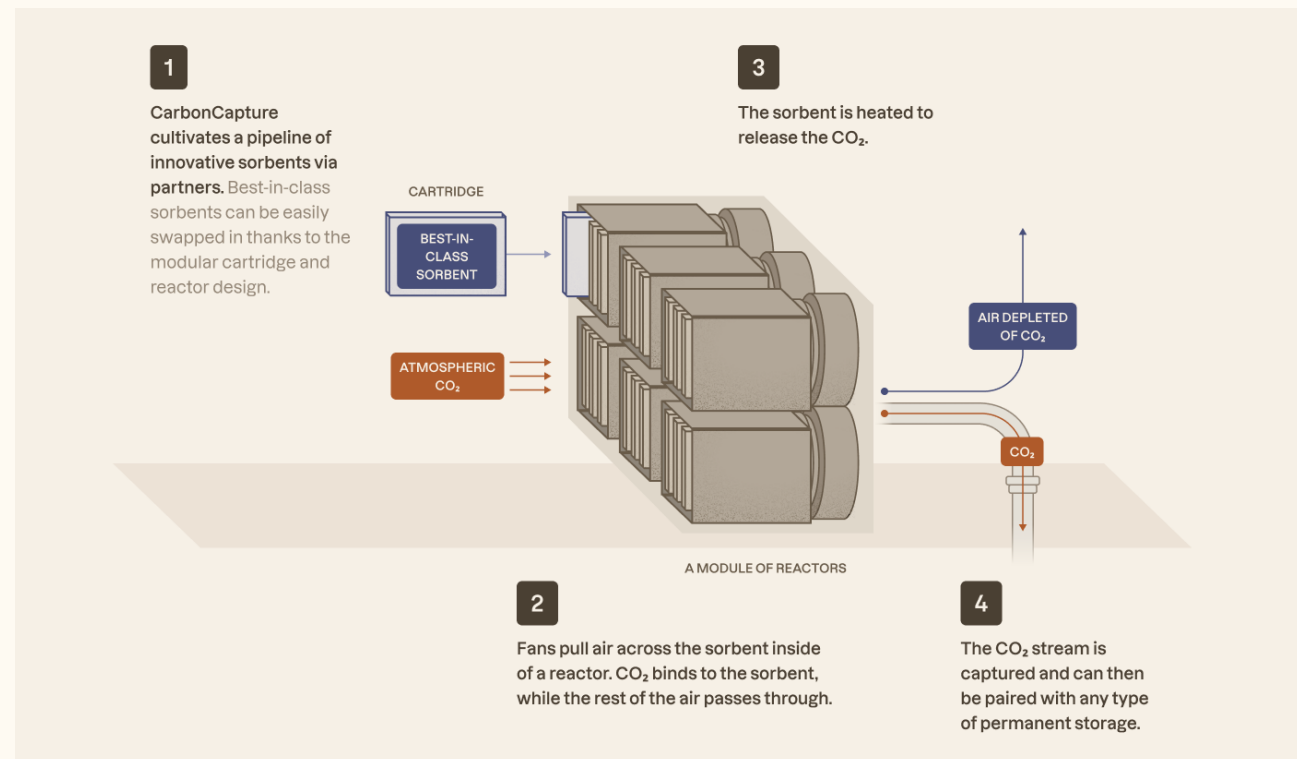 1
CarbonCapture
cultivates a pipeline of
innovative sorbents via
partners. Best-in-class
sorbents can be easily
swapped in thanks to the
modular cartridge and
reactor design.
3
The sorbent is heated to
release the CO₂.
CARTRIDGE
BEST-IN-
CLASS
SORBENT
ATMOSPHERIC
CO₂
AIR DEPLETED
OF CO₂
CO₂
A MODULE OF REACTORS
2
Fans pull air across the sorbent inside
of a reactor. CO₂ binds to the sorbent,
while the rest of the air passes through.
4
The CO₂ stream is
captured and can then
be paired with any type
of permanent storage.